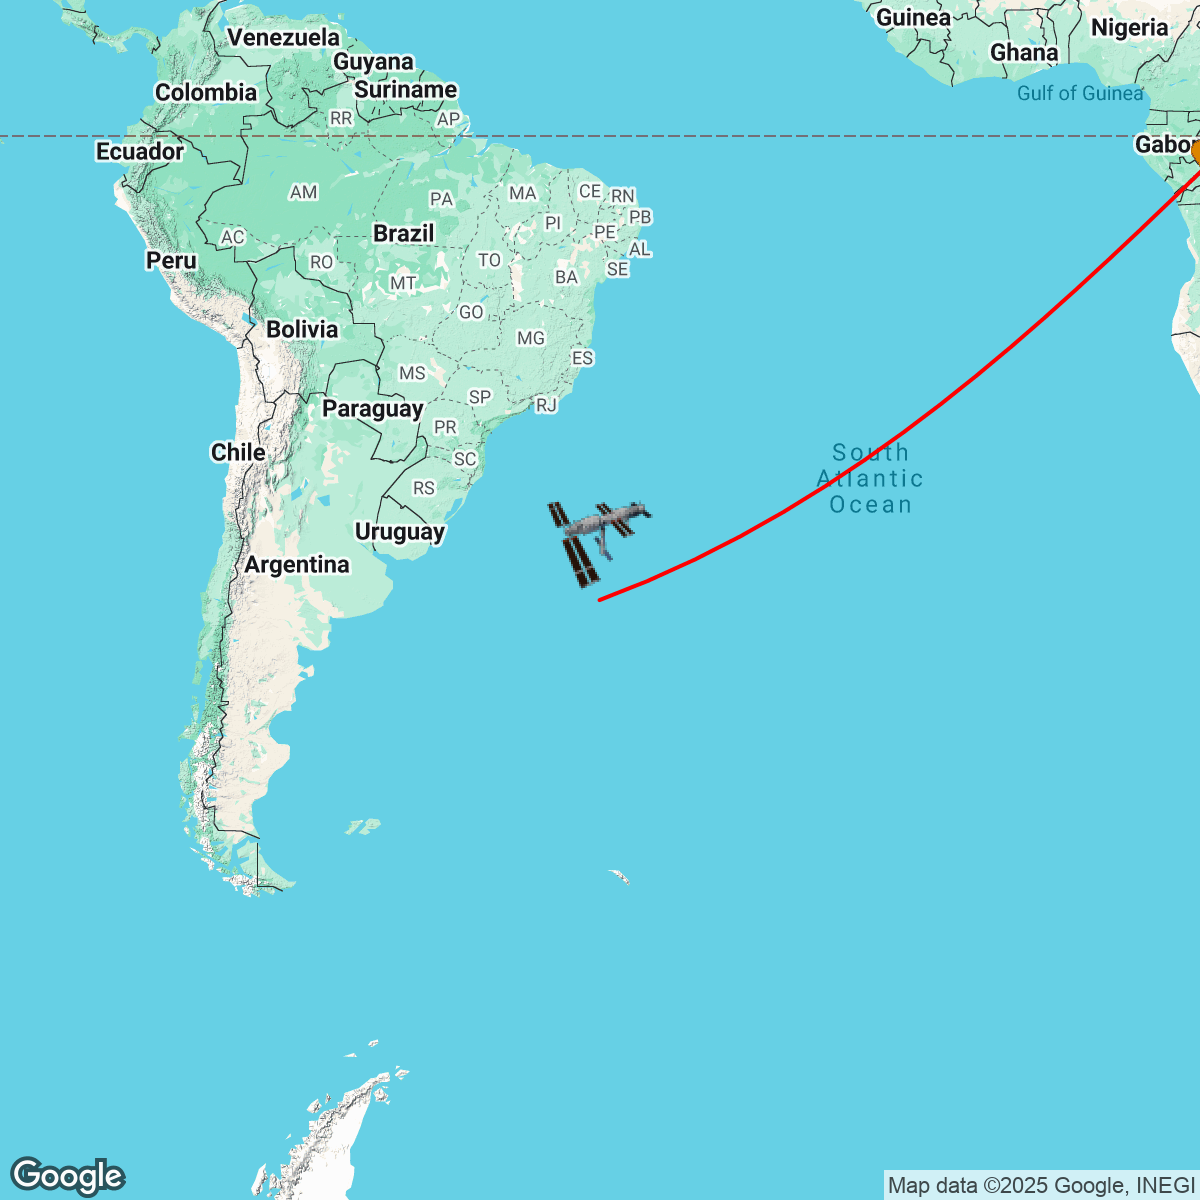 Guinea
Nigeria
Venezuela
Ghana
Guyana
Colombia
Suriname
Gulf of Guinea
RR
AP
Ecuador
Gabon
AM
PA
MA
CE
RN
PI
PB
Brazil
PE
AC
TO
AL
Peru
RO
SE
MT
BA
GO
Bolivia
MG
ES
MS
SP
Paraguay
RJ
PR
Chile
SC
South
Atlantic
Ocean
RS
Uruguay
Argentina
Google
Map data ©2025 Google, INEGI